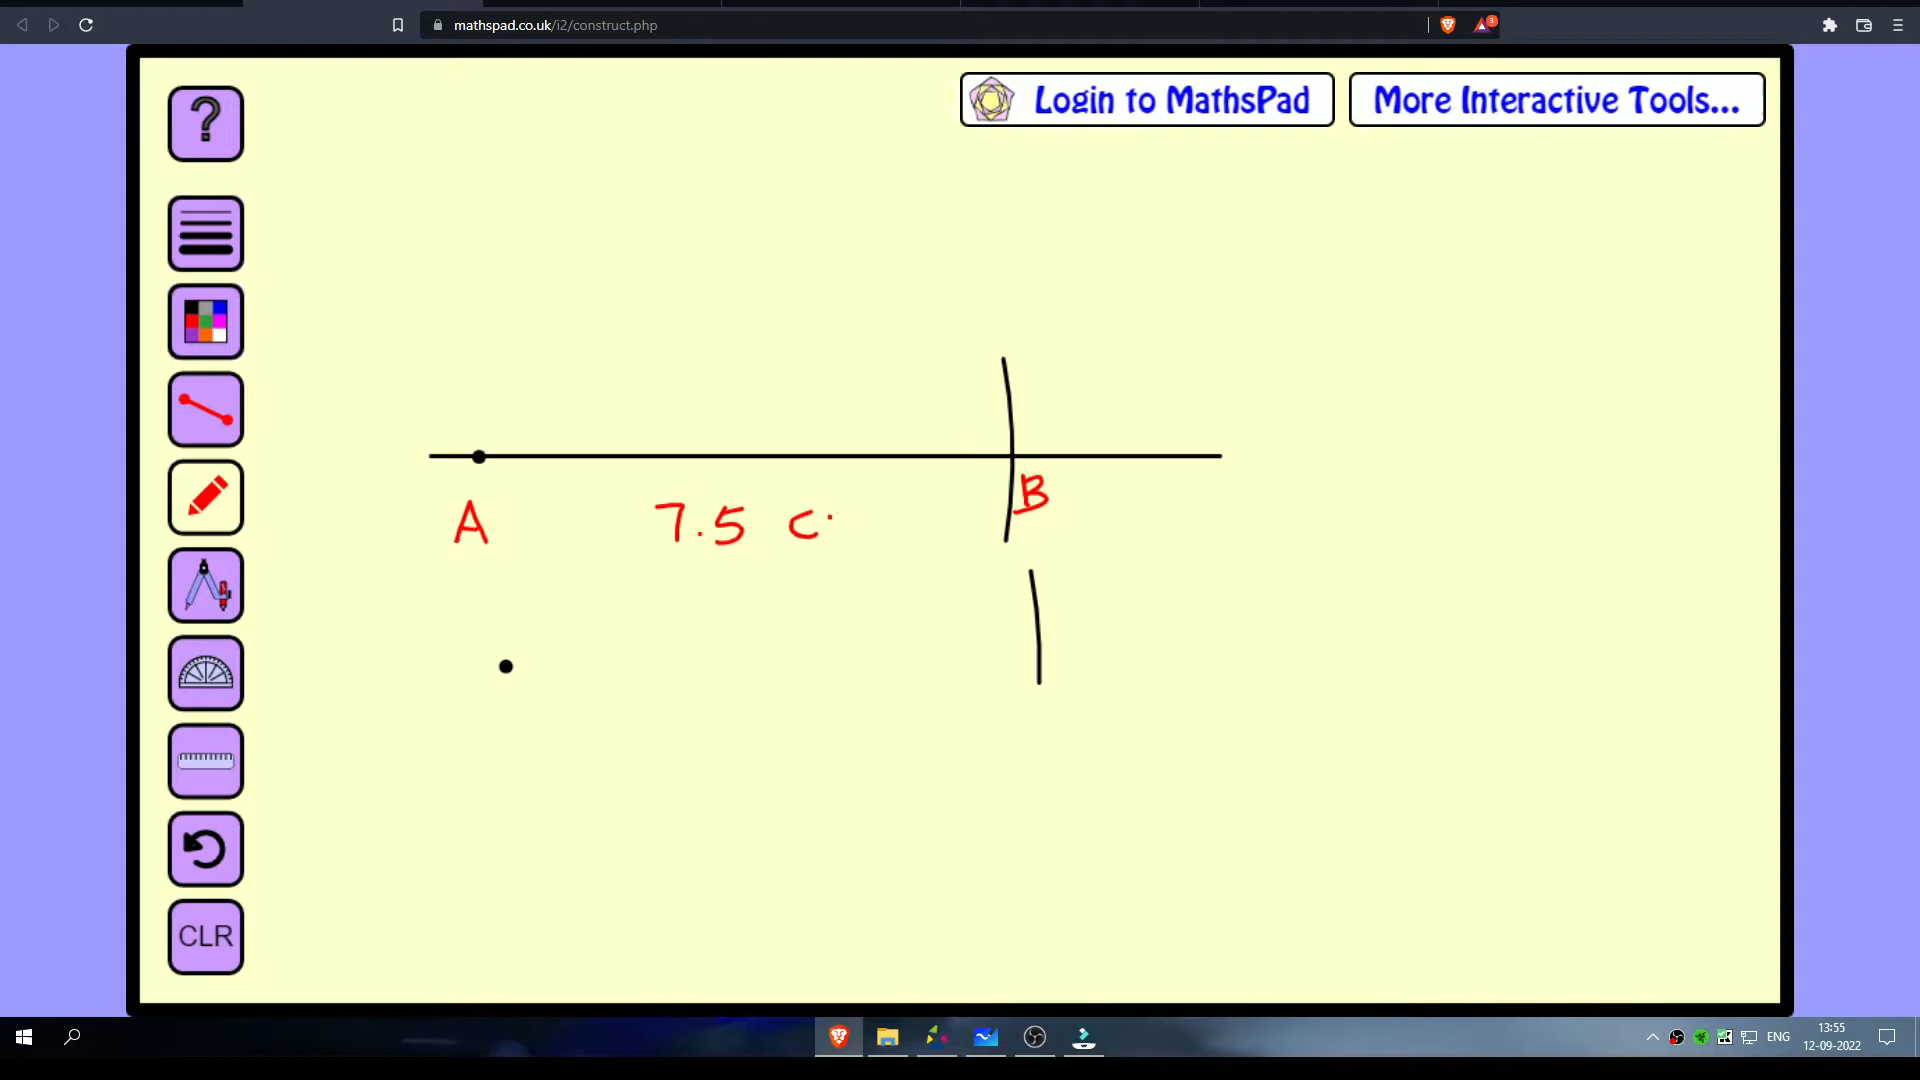 mathspad.co.uk/i2/construct.php
3
Login to MathsPad
More Interactive Tools...
?
B
A 7.5 c.
CLR
ENG
13:55
12-09-2022